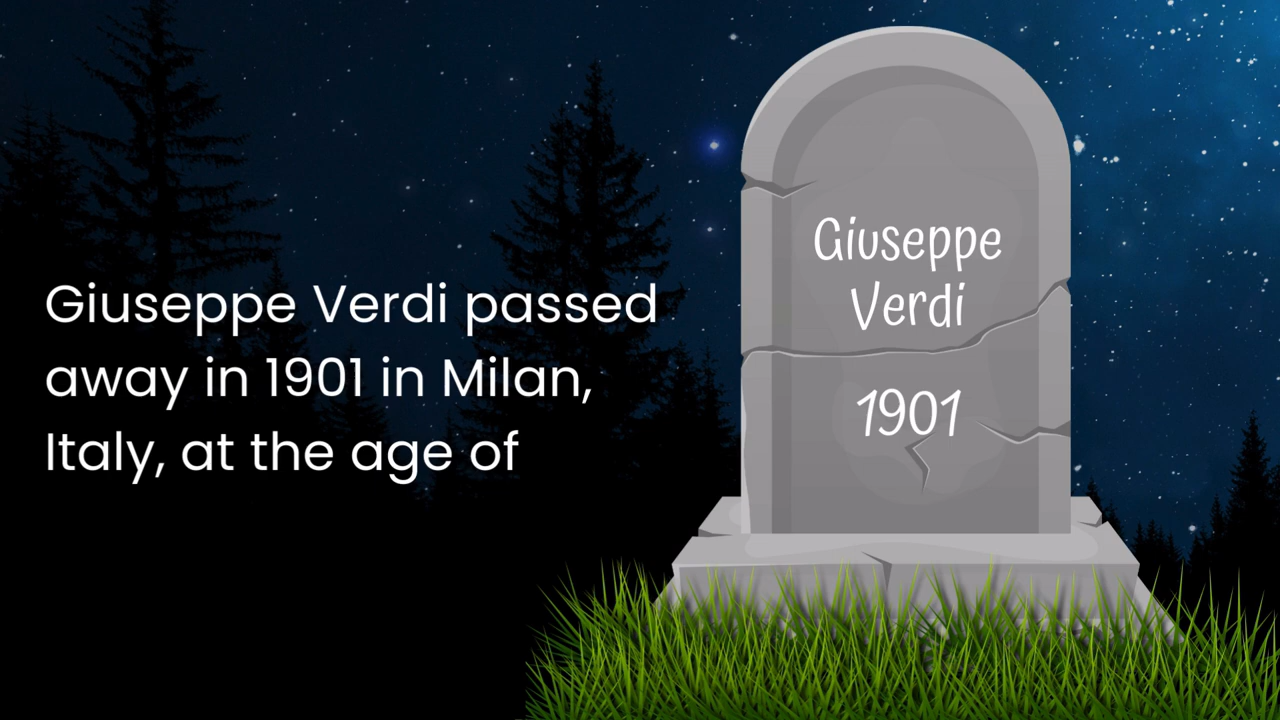 Giuseppe Verdi passed
away in 1901 in Milan,
Italy, at the age of
Giuseppe
Verdi
1901